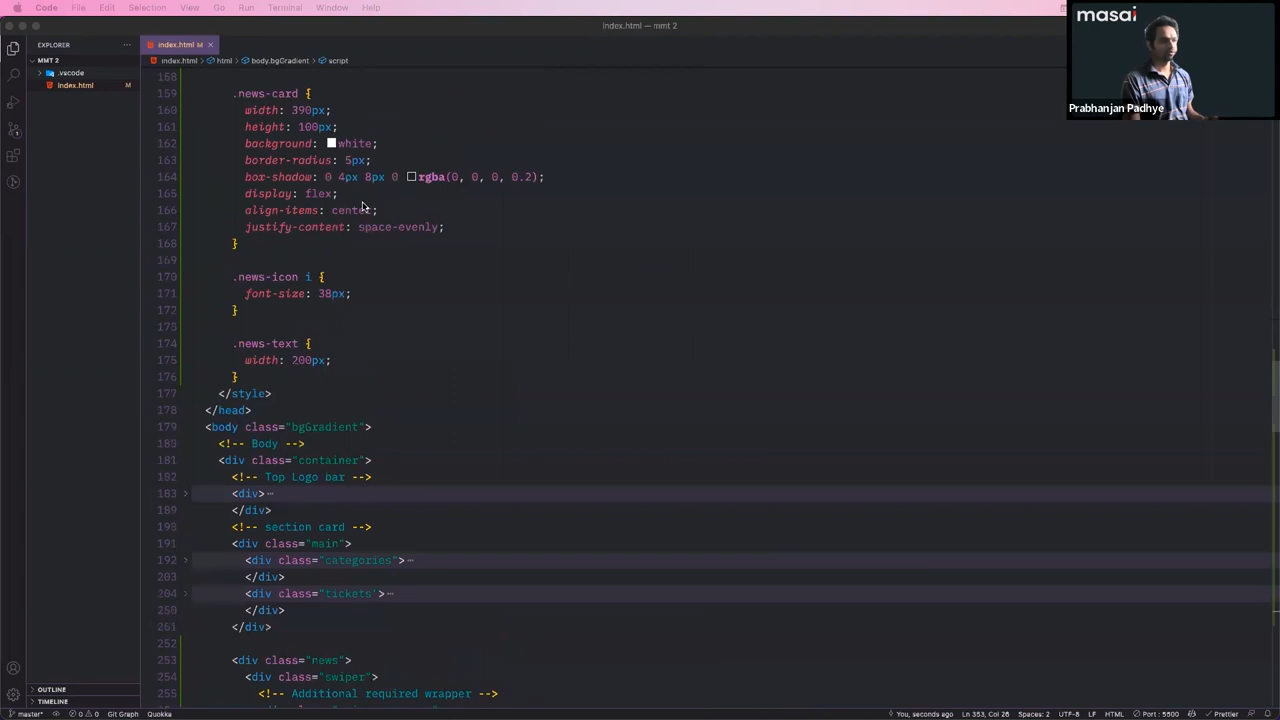 Code File Edit Selection View Go Run Terminal Window Help
index.html — mmt 2
masai
Prabhanjan Padhye
EXPLORER ···
index.html M ×
MMT 2
index.html > html > body.bgGradient > script
.vscode
index.html M
158
159 .news-card {
160 width: 390px;
161 height: 100px;
162 background: white;
163 border-radius: 5px;
164 box-shadow: 0 4px 8px 0 rgba(0, 0, 0, 0.2);
165 display: flex;
166 align-items: center;
167 justify-content: space-evenly;
168 }
169
170 .news-icon i {
171 font-size: 38px;
172 }
173
174 .news-text {
175 width: 200px;
176 }
177 </style>
178 </head>
179 <body class="bgGradient">
180 <!-- Body -->
181 <div class="container">
182 <!-- Top Logo bar -->
183 <div> ···
189 </div>
190 <!-- section card -->
191 <div class="main">
192 <div class="categories"> ···
203 </div>
204 <div class="tickets'> ···
250 </div>
251 </div>
252
253 <div class="news">
254 <div class="swiper">
255 <!-- Additional required wrapper -->
OUTLINE
TIMELINE
master* 0 0 Git Graph Quokka You, seconds ago Ln 353, Col 26 Spaces: 2 UTF-8 LF HTML Port : 5500 Prettier